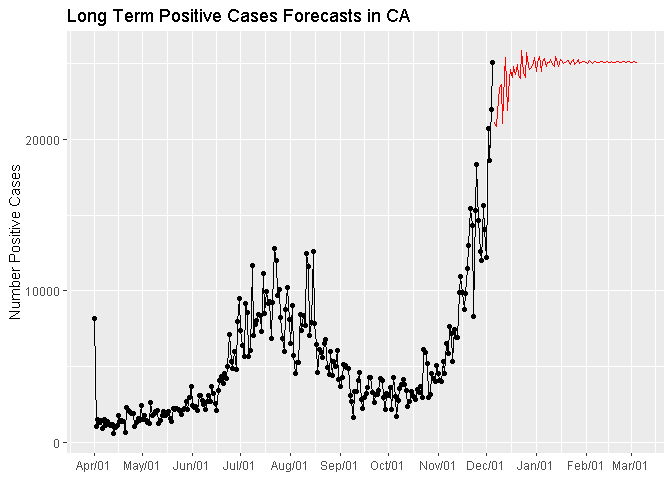 Long Term Positive Cases Forecasts in CA
Number Positive Cases
20000
10000
0
Apr/01 May/01 Jun/01 Jul/01 Aug/01 Sep/01 Oct/01 Nov/01 Dec/01 Jan/01 Feb/01 Mar/01